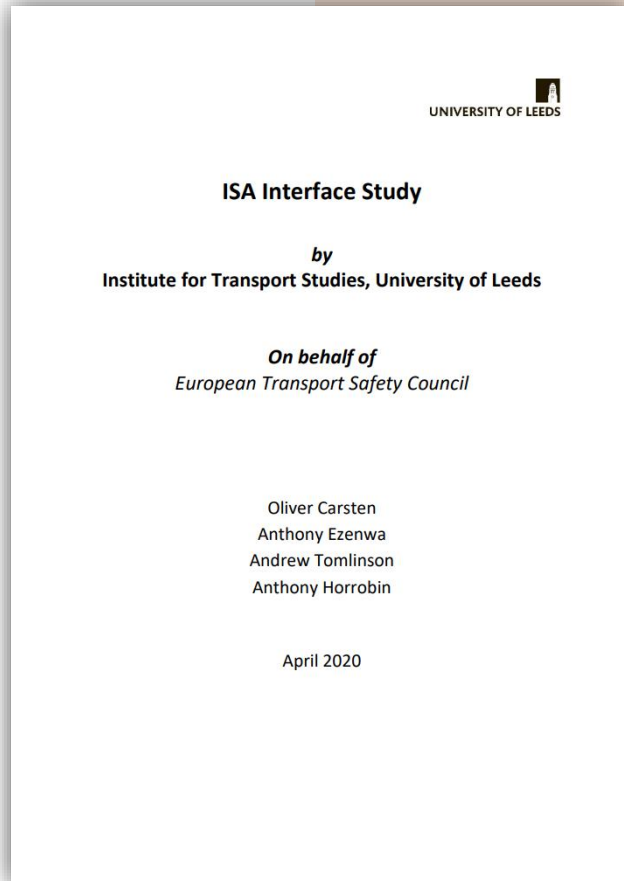 UNIVERSITY OF LEEDS
ISA Interface Study
by
Institute for Transport Studies, University of Leeds
On behalf of
European Transport Safety Council
Oliver Carsten
Anthony Ezenwa
Andrew Tomlinson
Anthony Horrobin
April 2020